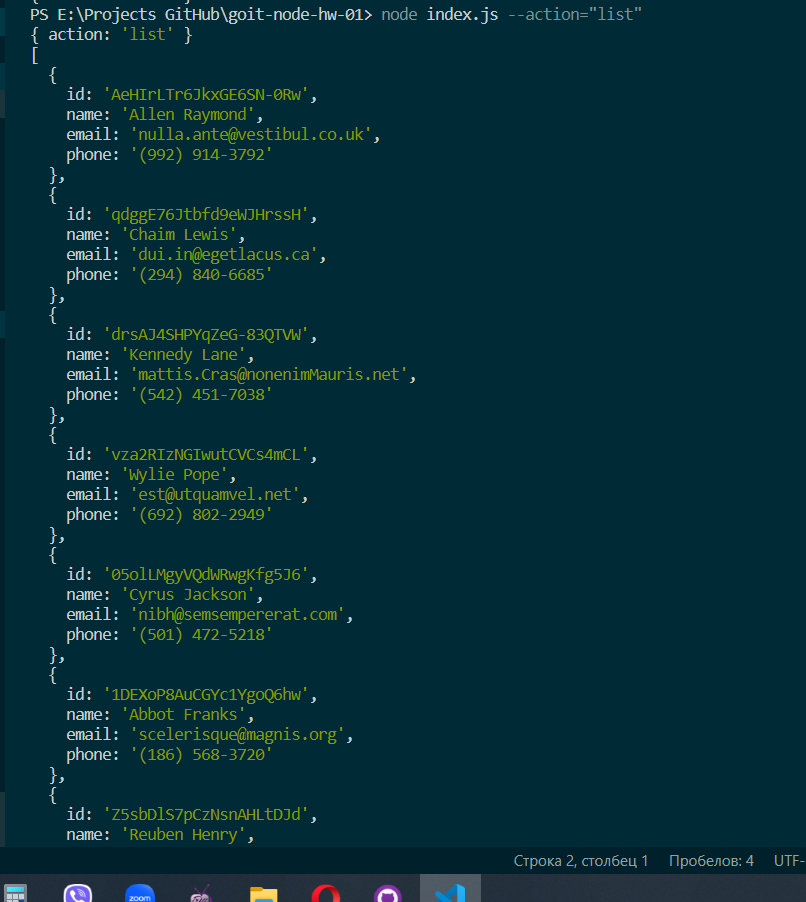 PS E:\Projects GitHub\goit-node-hw-01> node index.js --action="list"
{ action: 'list' }
[
  {
    id: 'AeHIrLTr6JkxGE6SN-0Rw',
    name: 'Allen Raymond',
    email: 'nulla.ante@vestibul.co.uk',
    phone: '(992) 914-3792'
  },
  {
    id: 'qdggE76Jtbfd9eWJHrssH',
    name: 'Chaim Lewis',
    email: 'dui.in@egetlacus.ca',
    phone: '(294) 840-6685'
  },
  {
    id: 'drsAJ4SHPYqZeG-83QTVW',
    name: 'Kennedy Lane',
    email: 'mattis.Cras@nonenimMauris.net',
    phone: '(542) 451-7038'
  },
  {
    id: 'vza2RIzNGIwutCVCs4mCL',
    name: 'Wylie Pope',
    email: 'est@utquamvel.net',
    phone: '(692) 802-2949'
  },
  {
    id: '05olLMgyVQdWRwgKfg5J6',
    name: 'Cyrus Jackson',
    email: 'nibh@semsempererat.com',
    phone: '(501) 472-5218'
  },
  {
    id: '1DEXoP8AuCGYc1YgoQ6hw',
    name: 'Abbot Franks',
    email: 'scelerisque@magnis.org',
    phone: '(186) 568-3720'
  },
  {
    id: 'Z5sbDlS7pCzNsnAHLtDJd',
    name: 'Reuben Henry',
Строка 2, столбец 1 Пробелов: 4 UTF-
zoom